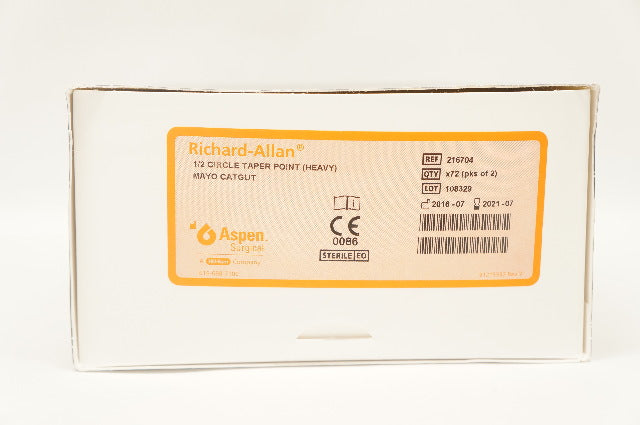 Richard-Allan®
1/2 CIRCLE TAPER POINT (HEAVY)
MAYO CATGUT
REF 216704
QTY x72 (pks of 2)
LOT 108329
2016-07 2021-07
CE
0086
STERILE EO
Aspen
Surgical
A Company